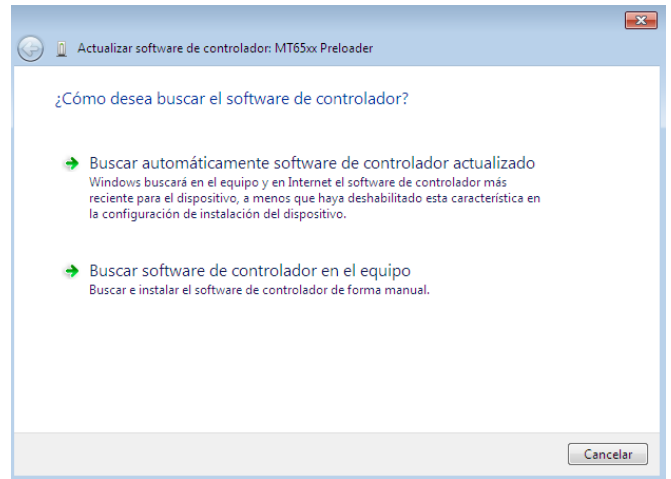 Actualizar software de controlador: MT65xx Preloader
¿Cómo desea buscar el software de controlador?
Buscar automáticamente software de controlador actualizado
Windows buscará en el equipo y en Internet el software de controlador más
reciente para el dispositivo, a menos que haya deshabilitado esta característica en
la configuración de instalación del dispositivo.
Buscar software de controlador en el equipo
Buscar e instalar el software de controlador de forma manual.
Cancelar